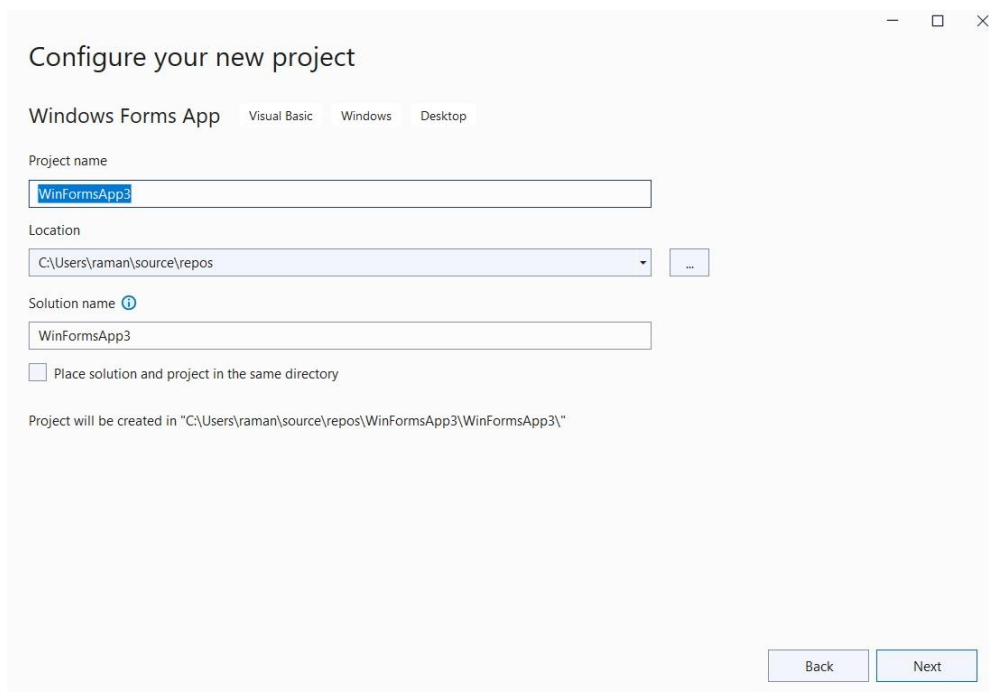 Configure your new project
Windows Forms App Visual Basic Windows Desktop
Project name
WinFormsApp3
Location
C:\Users\raman\source\repos
...
Solution name
WinFormsApp3
Place solution and project in the same directory
Project will be created in "C:\Users\raman\source\repos\WinFormsApp3\WinFormsApp3\"
Back Next